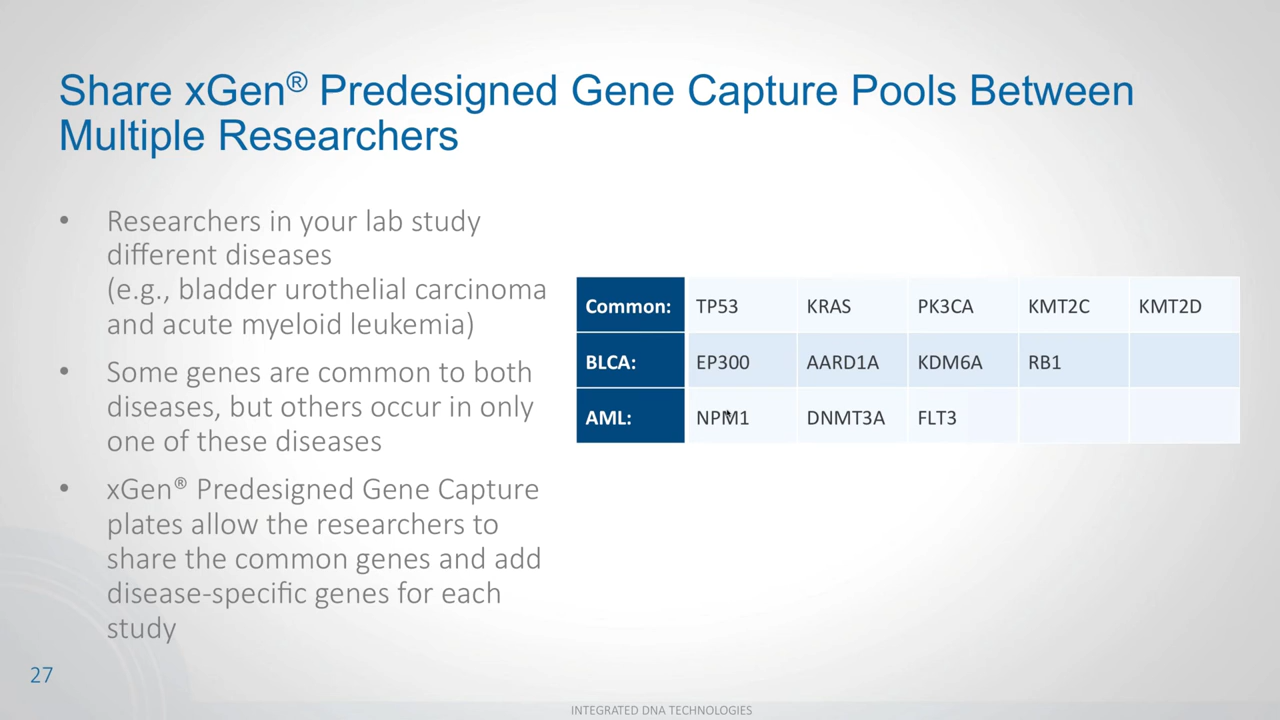 Share xGen® Predesigned Gene Capture Pools Between
Multiple Researchers
• Researchers in your lab study
different diseases
(e.g., bladder urothelial carcinoma
and acute myeloid leukemia)
• Some genes are common to both
diseases, but others occur in only
one of these diseases
• xGen® Predesigned Gene Capture
plates allow the researchers to
share the common genes and add
disease-specific genes for each
study
Common: TP53 KRAS PK3CA KMT2C KMT2D
BLCA: EP300 AARD1A KDM6A RB1
AML: NPM1 DNMT3A FLT3
27
INTEGRATED DNA TECHNOLOGIES